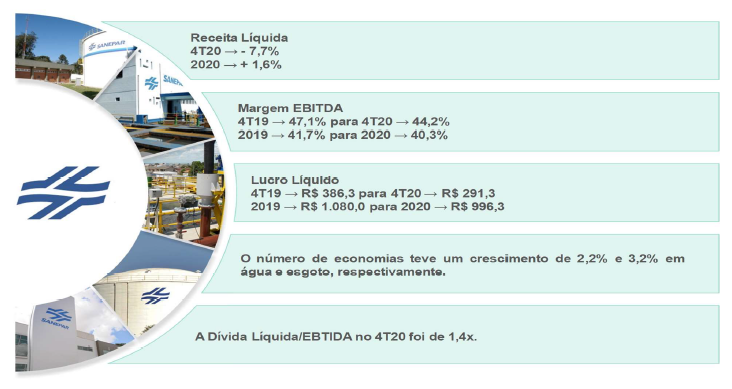 Receita Líquida
4T20 → - 7,7%
2020 → + 1,6%
Margem EBITDA
4T19 → 47,1% para 4T20 → 44,2%
2019 → 41,7% para 2020 → 40,3%
Lucro Líquido
4T19 → R$ 386,3 para 4T20 → R$ 291,3
2019 → R$ 1.080,0 para 2020 → R$ 996,3
O número de economias teve um crescimento de 2,2% e 3,2% em
água e esgoto, respectivamente.
A Dívida Líquida/EBTIDA no 4T20 foi de 1,4x.
SANEPAR
SANEPAR
SANEPAR